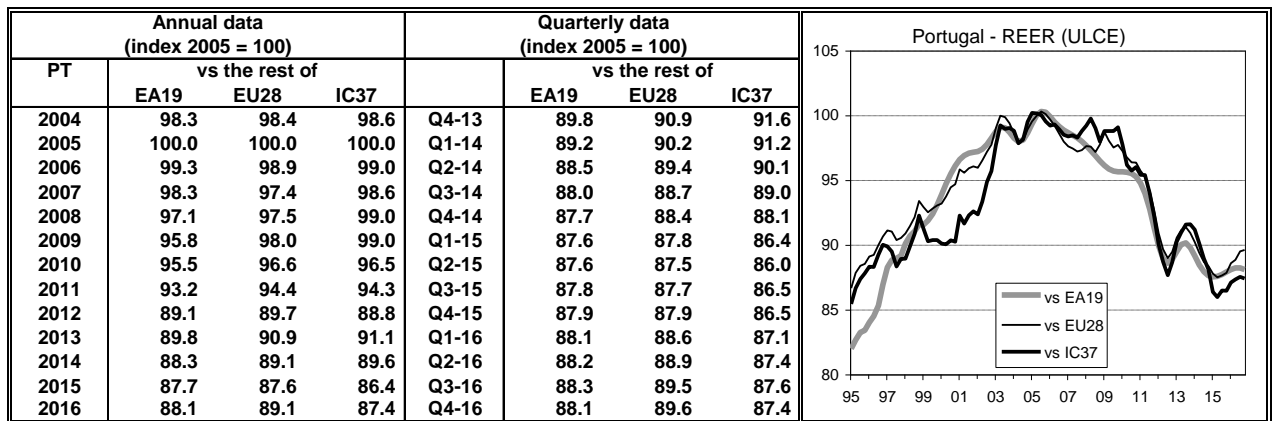 Annual data Quarterly data
(index 2005 = 100) (index 2005 = 100)
PT vs the rest of vs the rest of
EA19 EU28 IC37 EA19 EU28 IC37
2004 98.3 98.4 98.6 Q4-13 89.8 90.9 91.6
2005 100.0 100.0 100.0 Q1-14 89.2 90.2 91.2
2006 99.3 98.9 99.0 Q2-14 88.5 89.4 90.1
2007 98.3 97.4 98.6 Q3-14 88.0 88.7 89.0
2008 97.1 97.5 99.0 Q4-14 87.7 88.4 88.1
2009 95.8 98.0 99.0 Q1-15 87.6 87.8 86.4
2010 95.5 96.6 96.5 Q2-15 87.6 87.5 86.0
2011 93.2 94.4 94.3 Q3-15 87.8 87.7 86.5
2012 89.1 89.7 88.8 Q4-15 87.9 87.9 86.5
2013 89.8 90.9 91.1 Q1-16 88.1 88.6 87.1
2014 88.3 89.1 89.6 Q2-16 88.2 88.9 87.4
2015 87.7 87.6 86.4 Q3-16 88.3 89.5 87.6
2016 88.1 89.1 87.4 Q4-16 88.1 89.6 87.4
Portugal - REER (ULCE)
105
100
95
90
85
80
vs EA19
vs EU28
vs IC37
95 97 99 01 03 05 07 09 11 13 15